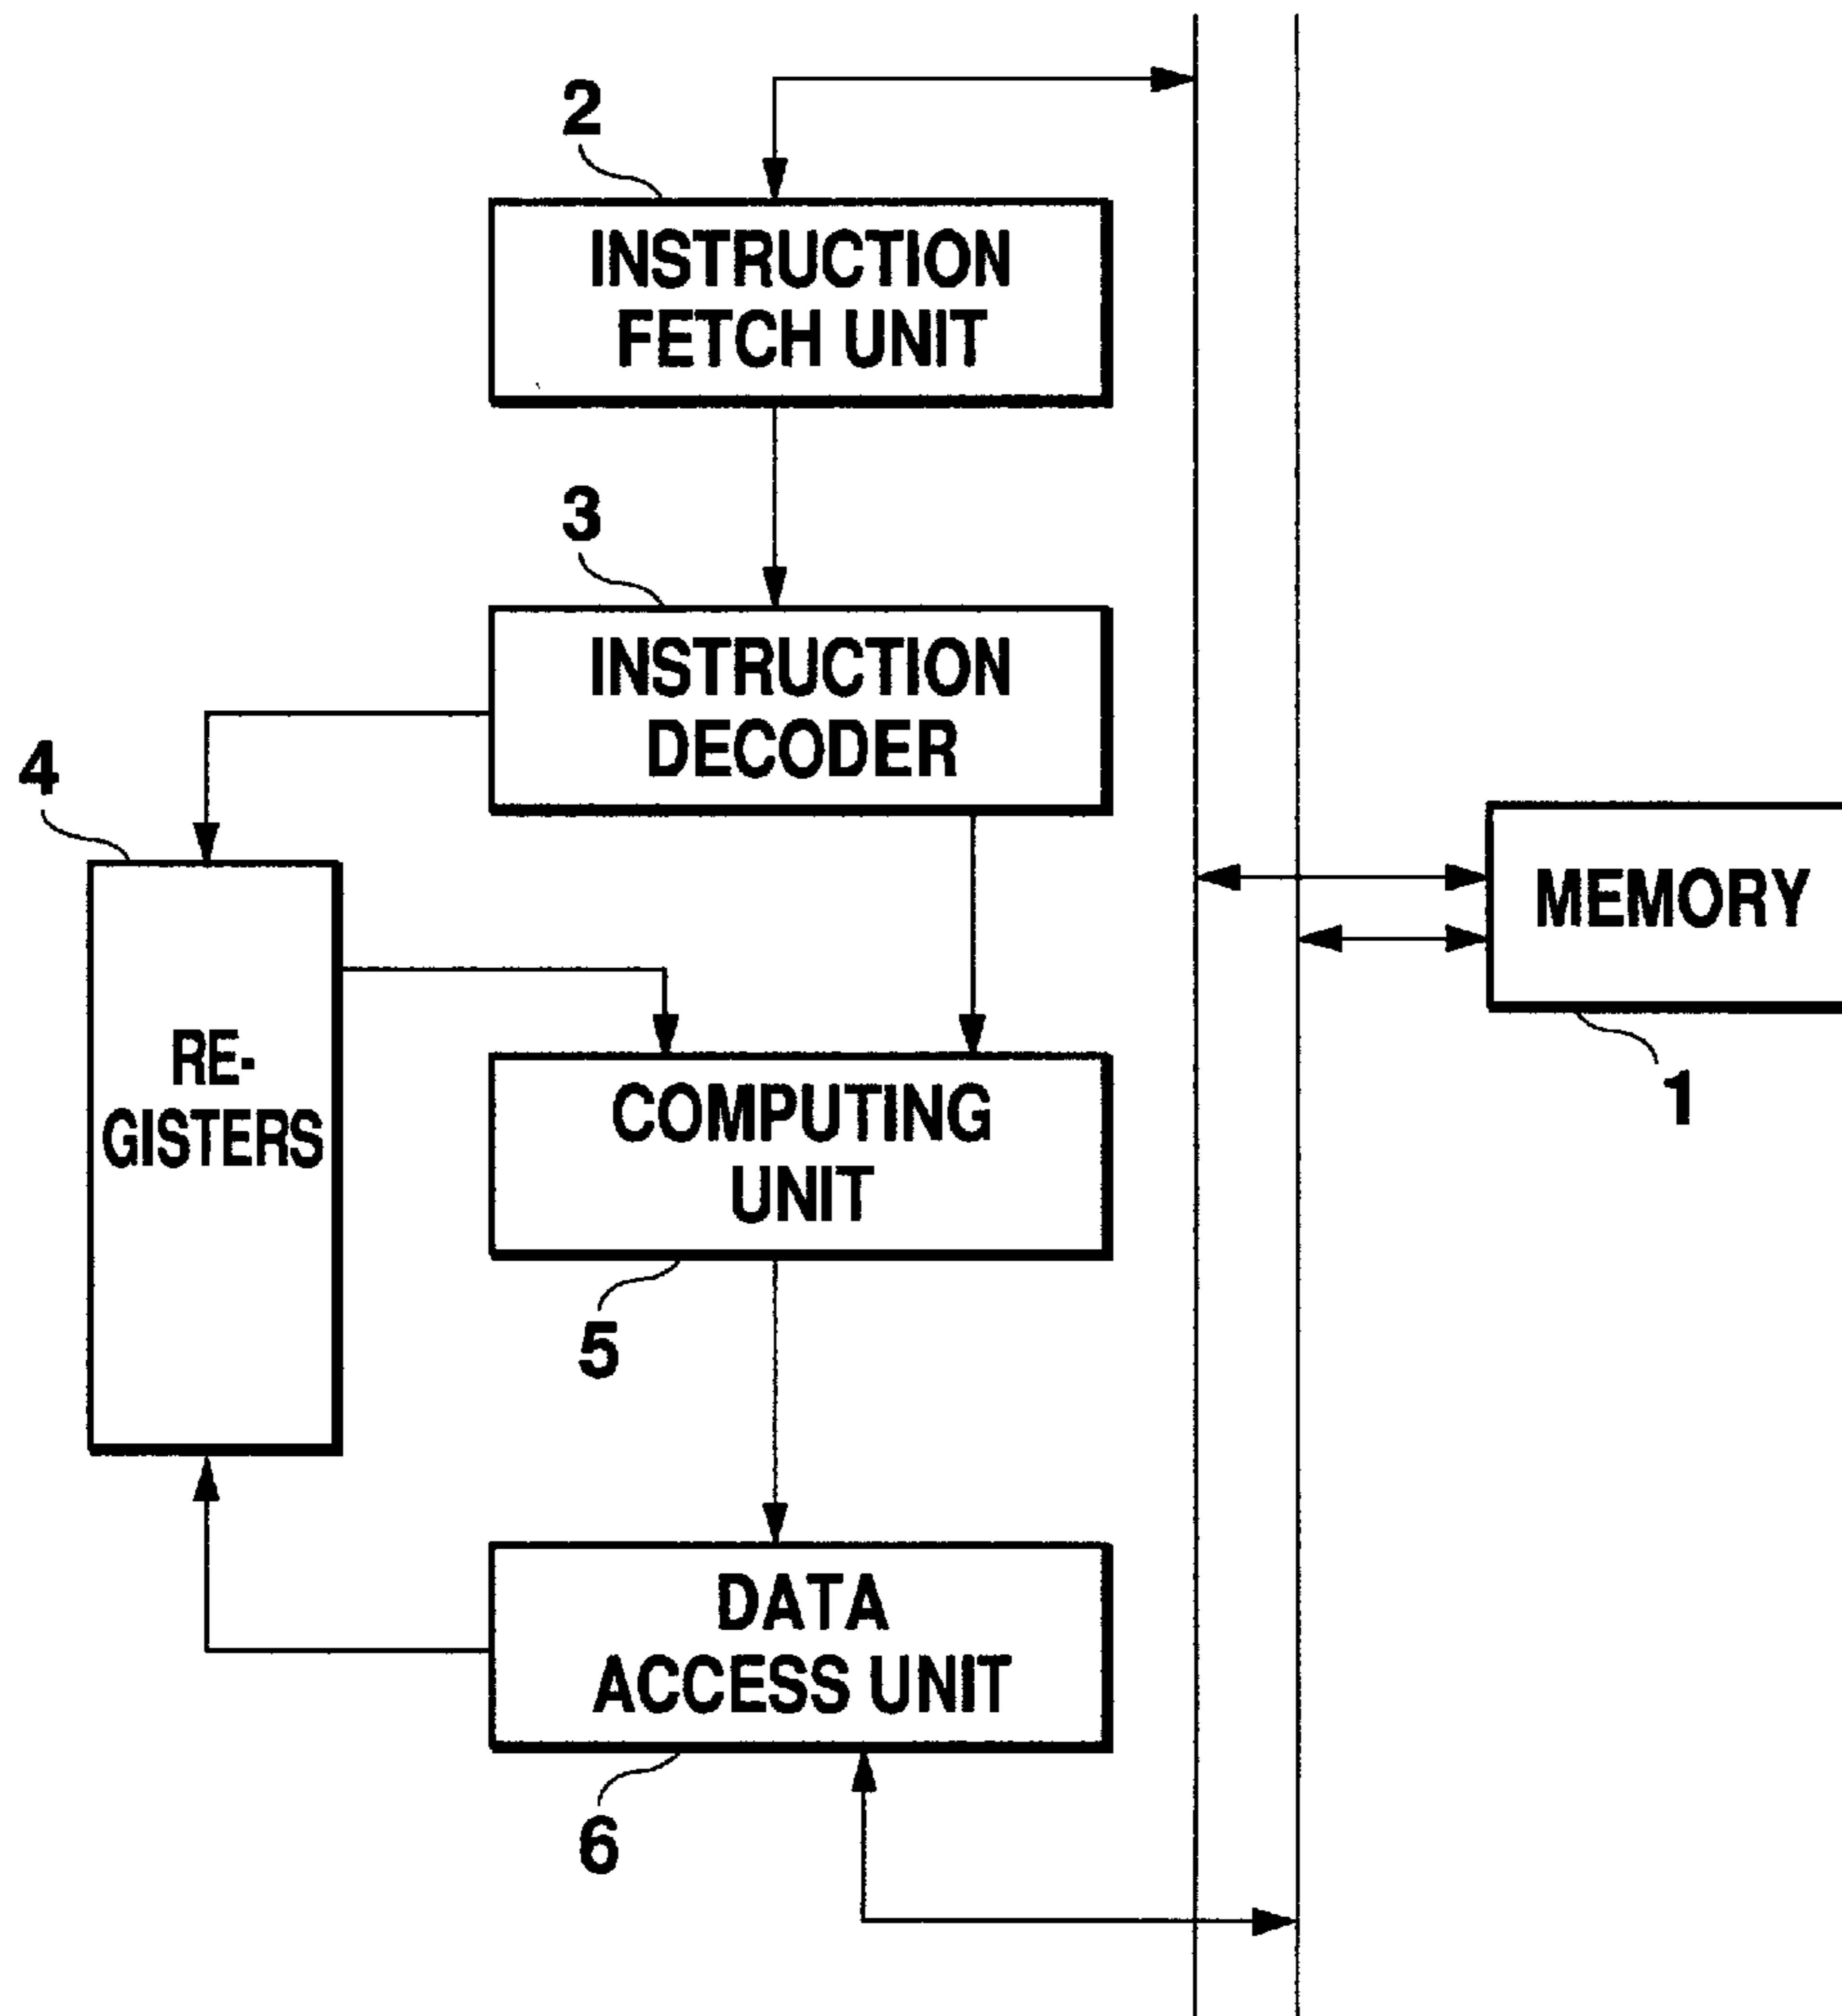 2
INSTRUCTION
FETCH UNIT
3
INSTRUCTION
DECODER
4
RE-
GISTERS
MEMORY
1
COMPUTING
UNIT
5
DATA
ACCESS UNIT
6